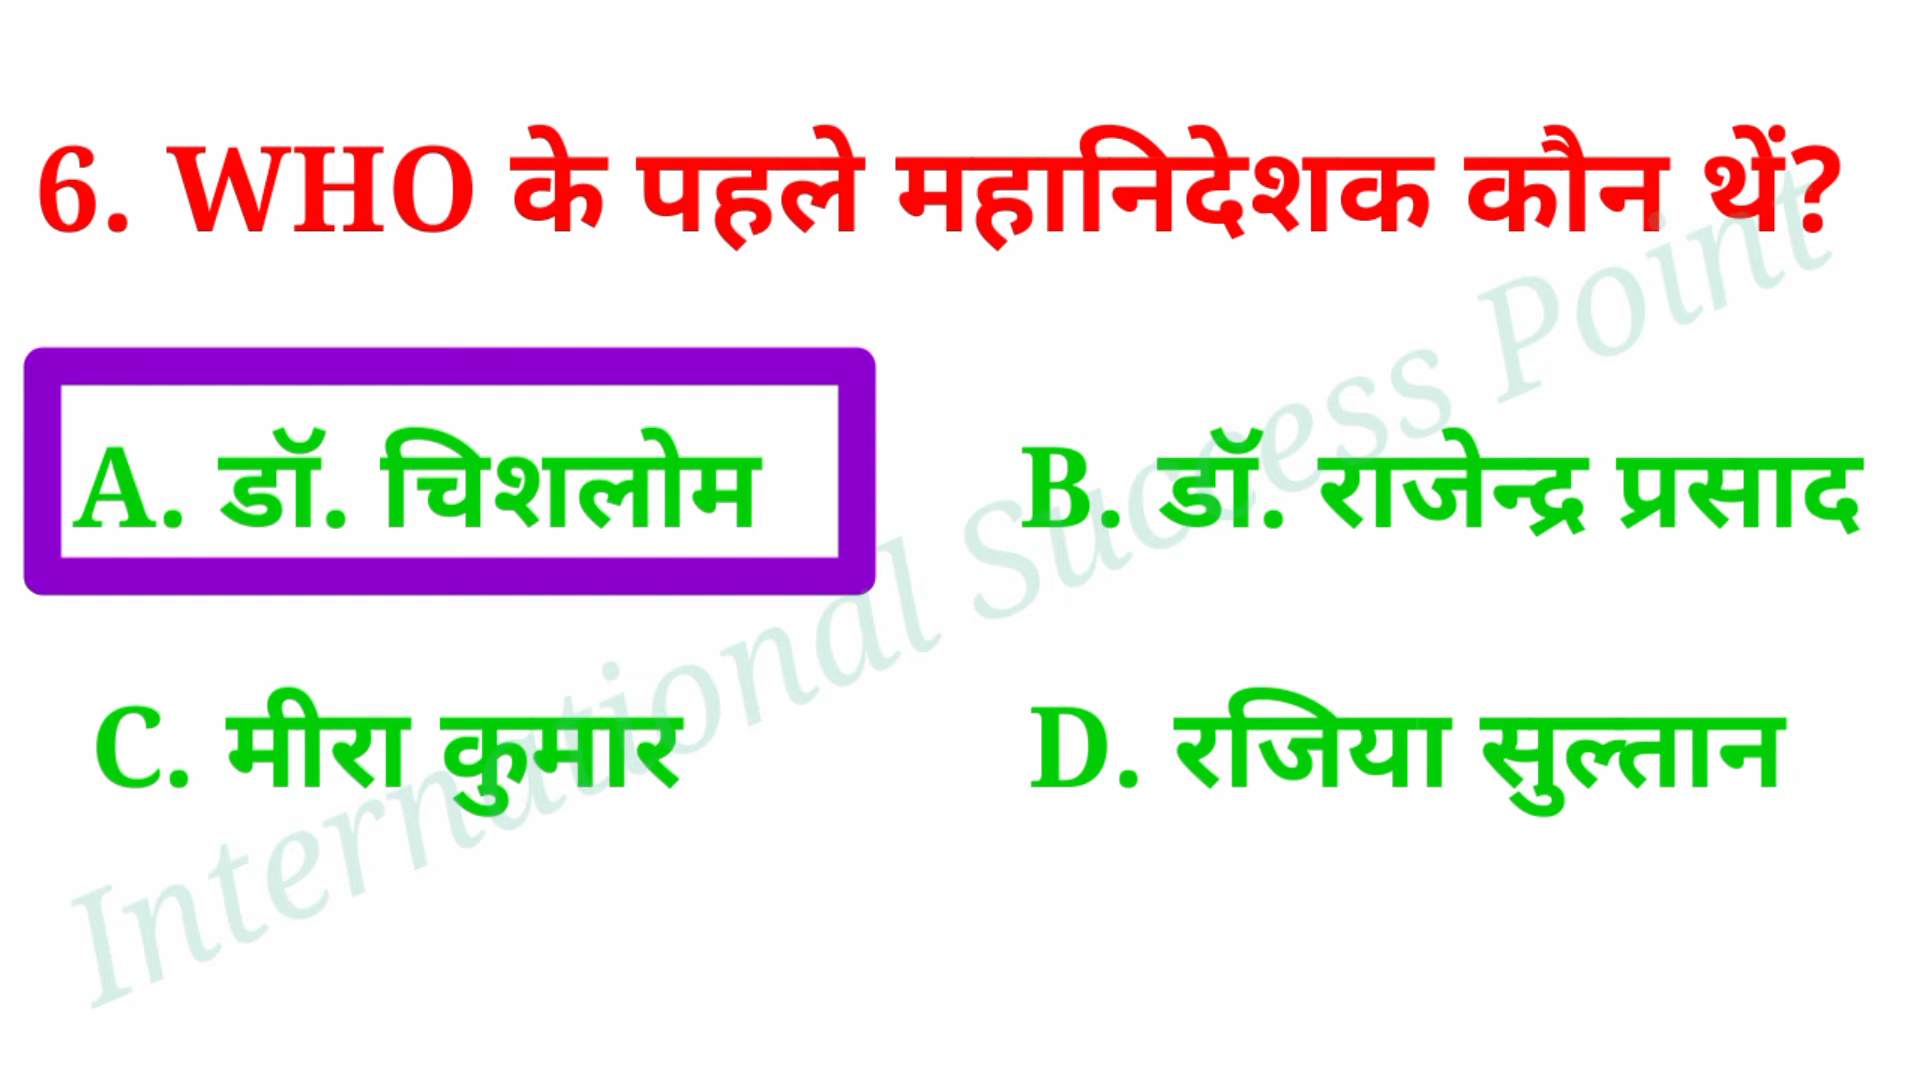 6. WHO के पहले महानिदेशक कौन थें?
A. डॉ. चिशलोम
B. डॉ. राजेन्द्र प्रसाद
C. मीरा कुमार
D. रजिया सुल्तान
International Success Point